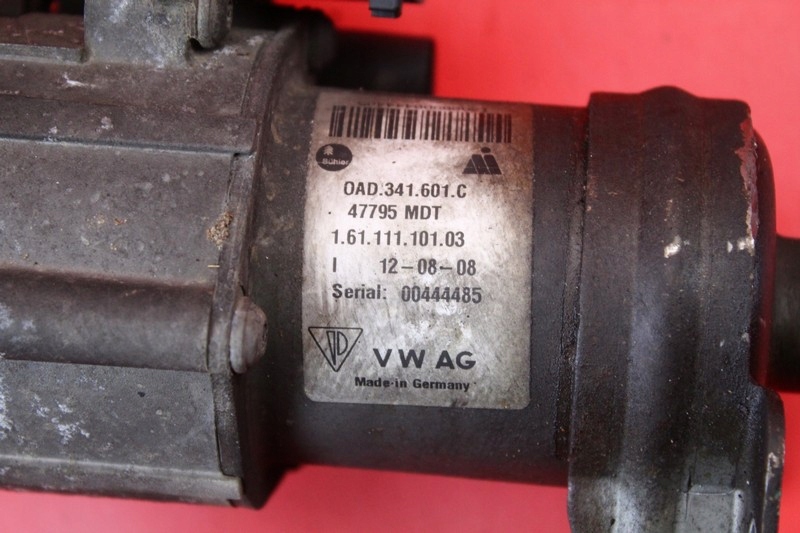 Bühler
0AD.341.601.C
47795 MDT
1.61.111.101.03
I 12-08-08
Serial: 00444485
VW AG
Made-in Germany